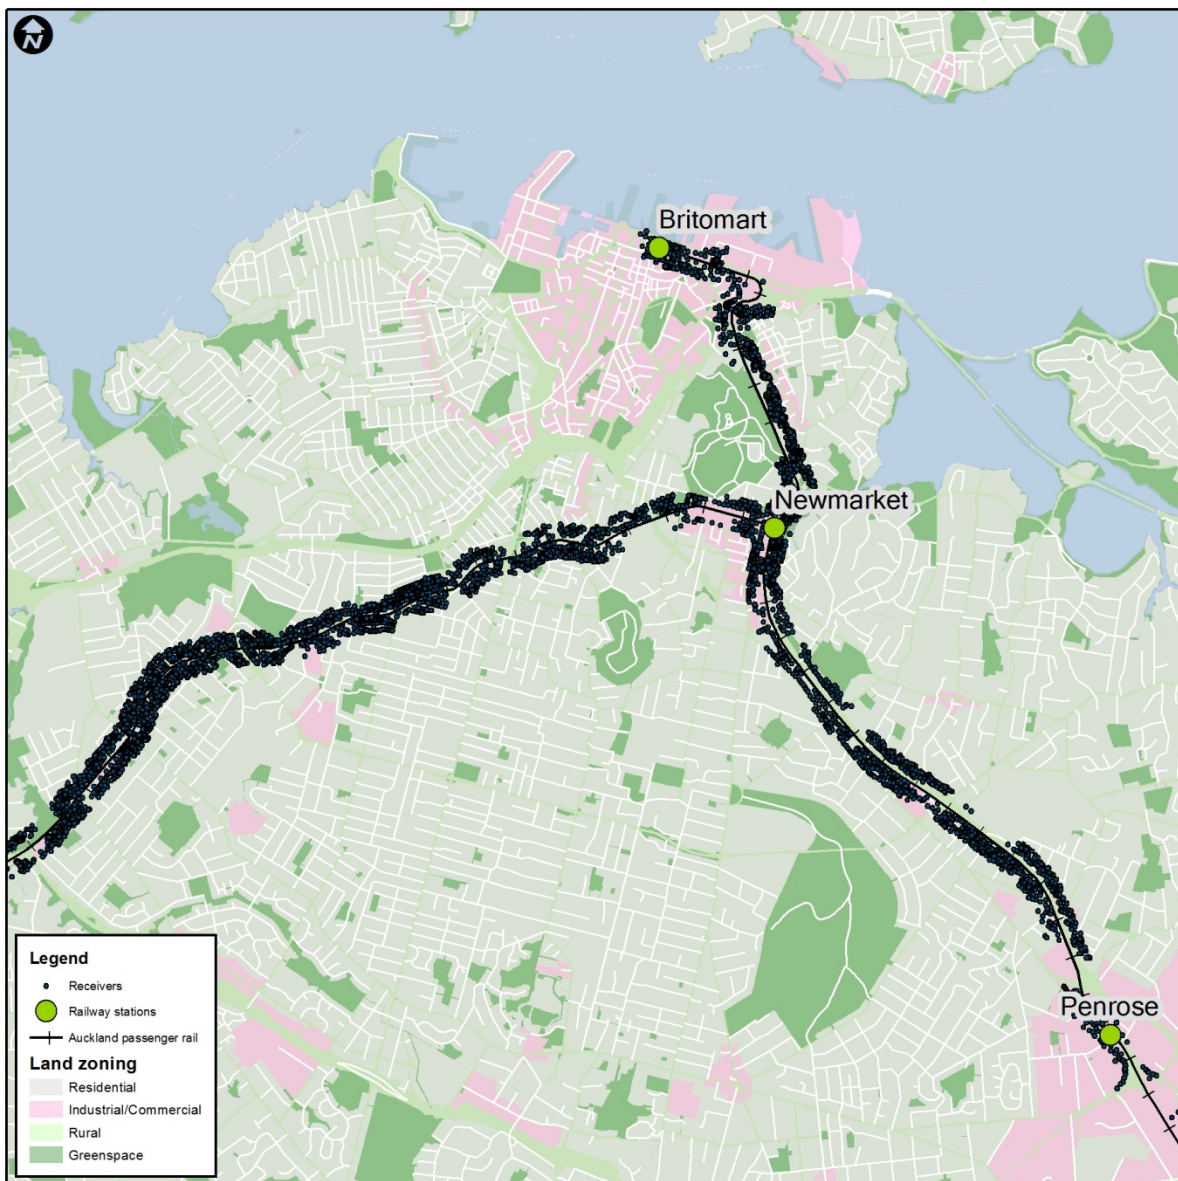 N
Britomart
Newmarket
Penrose
Legend
Receivers
Railway stations
Auckland passenger rail
Land zoning
Residential
Industrial/Commercial
Rural
Greenspace